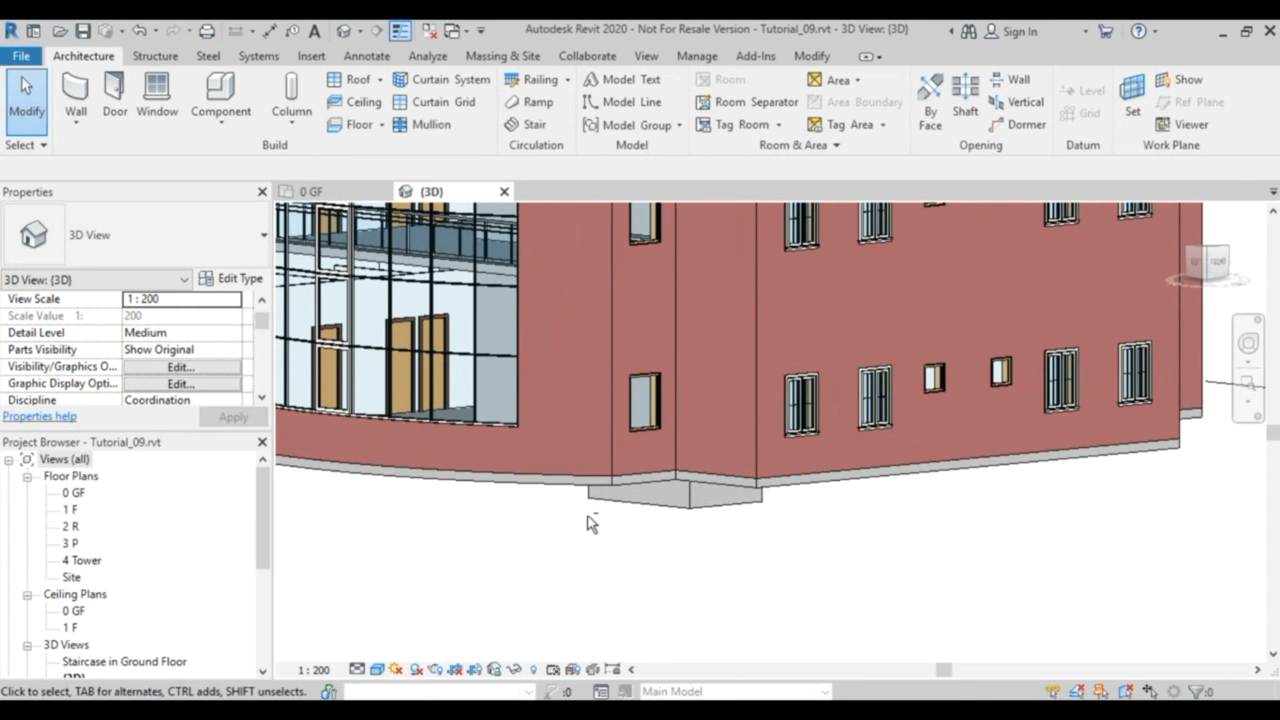 Autodesk Revit 2020 - Not For Resale Version - Tutorial_09.rvt - 3D View: {3D}
Sign In
File Architecture Structure Steel Systems Insert Annotate Analyze Massing & Site Collaborate View Manage Add-Ins Modify
Modify
Wall
Door
Window
Component
Column
Roof
Ceiling
Floor
Curtain System
Curtain Grid
Mullion
Railing
Ramp
Stair
Model Text
Model Line
Model Group
Room
Room Separator
Tag Room
Area
Area Boundary
Tag Area
By
Face
Shaft
Wall
Vertical
Dormer
Level
Grid
Set
Show
Ref Plane
Viewer
Select Build Circulation Model Room & Area Opening Datum Work Plane
Properties
0 GF
{3D}
3D View
3D View: {3D}
Edit Type
View Scale 1 : 200
Scale Value 1: 200
Detail Level Medium
Parts Visibility Show Original
Visibility/Graphics O... Edit...
Graphic Display Opti... Edit...
Discipline Coordination
Properties help
Apply
Project Browser - Tutorial_09.rvt
Views (all)
Floor Plans
0 GF
1 F
2 R
3 P
4 Tower
Site
Ceiling Plans
0 GF
1 F
3D Views
Staircase in Ground Floor
{3D}
FRONT
1 : 200
Click to select, TAB for alternates, CTRL adds, SHIFT unselects.
:0
Main Model
:0